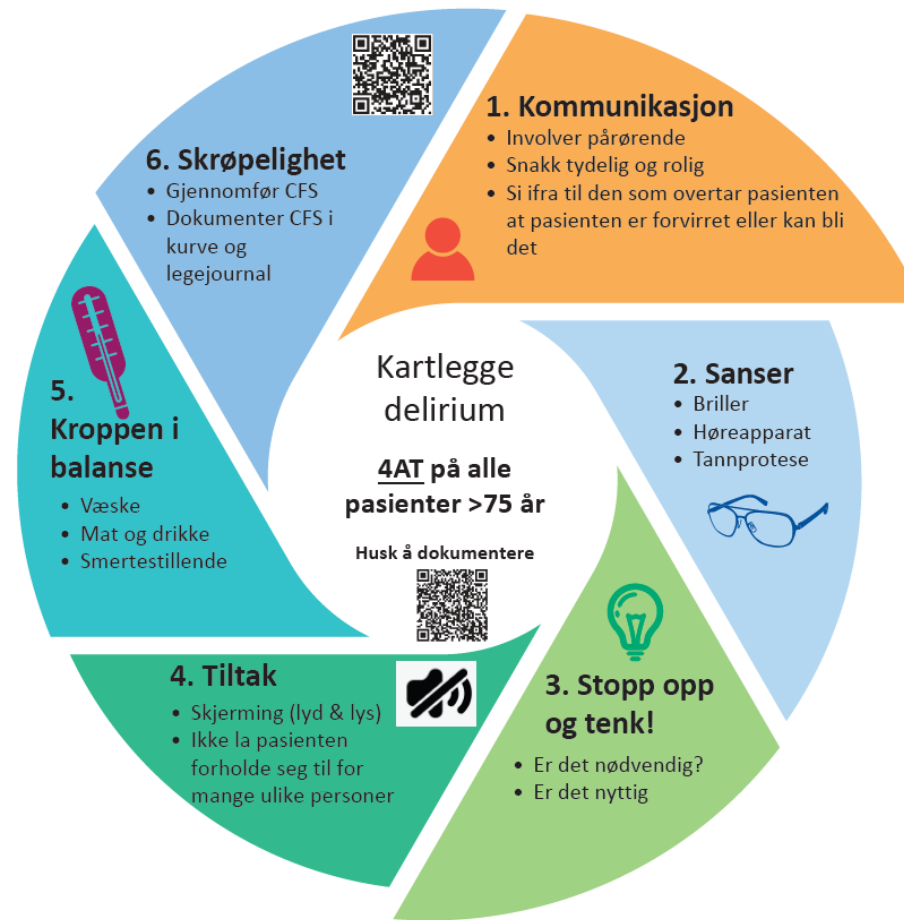 Kartlegge
delirium
4AT på alle
pasienter >75 år
Husk å dokumentere
1. Kommunikasjon
• Involver pårørende
• Snakk tydelig og rolig
• Si ifra til den som overtar pasienten
at pasienten er forvirret eller kan bli
det
2. Sanser
• Briller
• Høreapparat
• Tannprotese
3. Stopp opp
og tenk!
• Er det nødvendig?
• Er det nyttig
4. Tiltak
• Skjerming (lyd & lys)
• Ikke la pasienten
forholde seg til for
mange ulike personer
5.
Kroppen i
balanse
• Væske
• Mat og drikke
• Smertestillende
6. Skrøpelighet
• Gjennomfør CFS
• Dokumenter CFS i
kurve og
legejournal